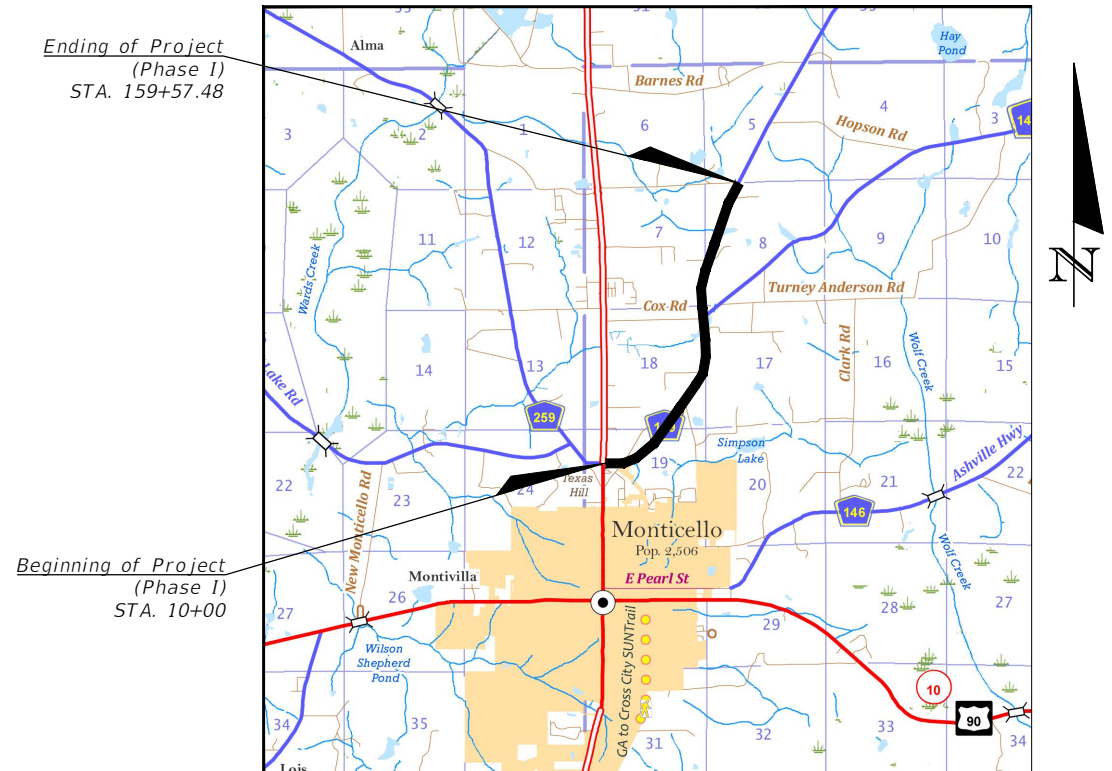 Ending of Project
(Phase I)
STA. 159+57.48
Alma
31
Hay
Pond
Barnes Rd
3
2
1
6
5
4
3
Hopson Rd
Wards Creek
11
12
7
8
9
10
Cox Rd
Turney Anderson Rd
14
13
18
17
Clark Rd
16
15
Wolf Creek
Lake Rd
259
Simpson
Lake
Ashville Hwy
22
23
24
Texas
Hill
19
20
21
22
146
New Monticello Rd
Monticello
Pop. 2,506
Wolf Creek
Beginning of Project
(Phase I)
STA. 10+00
Montivilla
E Pearl St
27
26
28
27
29
Wilson
Shepherd
Pond
GA to Cross City SUNTrail
10
90
34
35
31
32
33
34
Lois
N